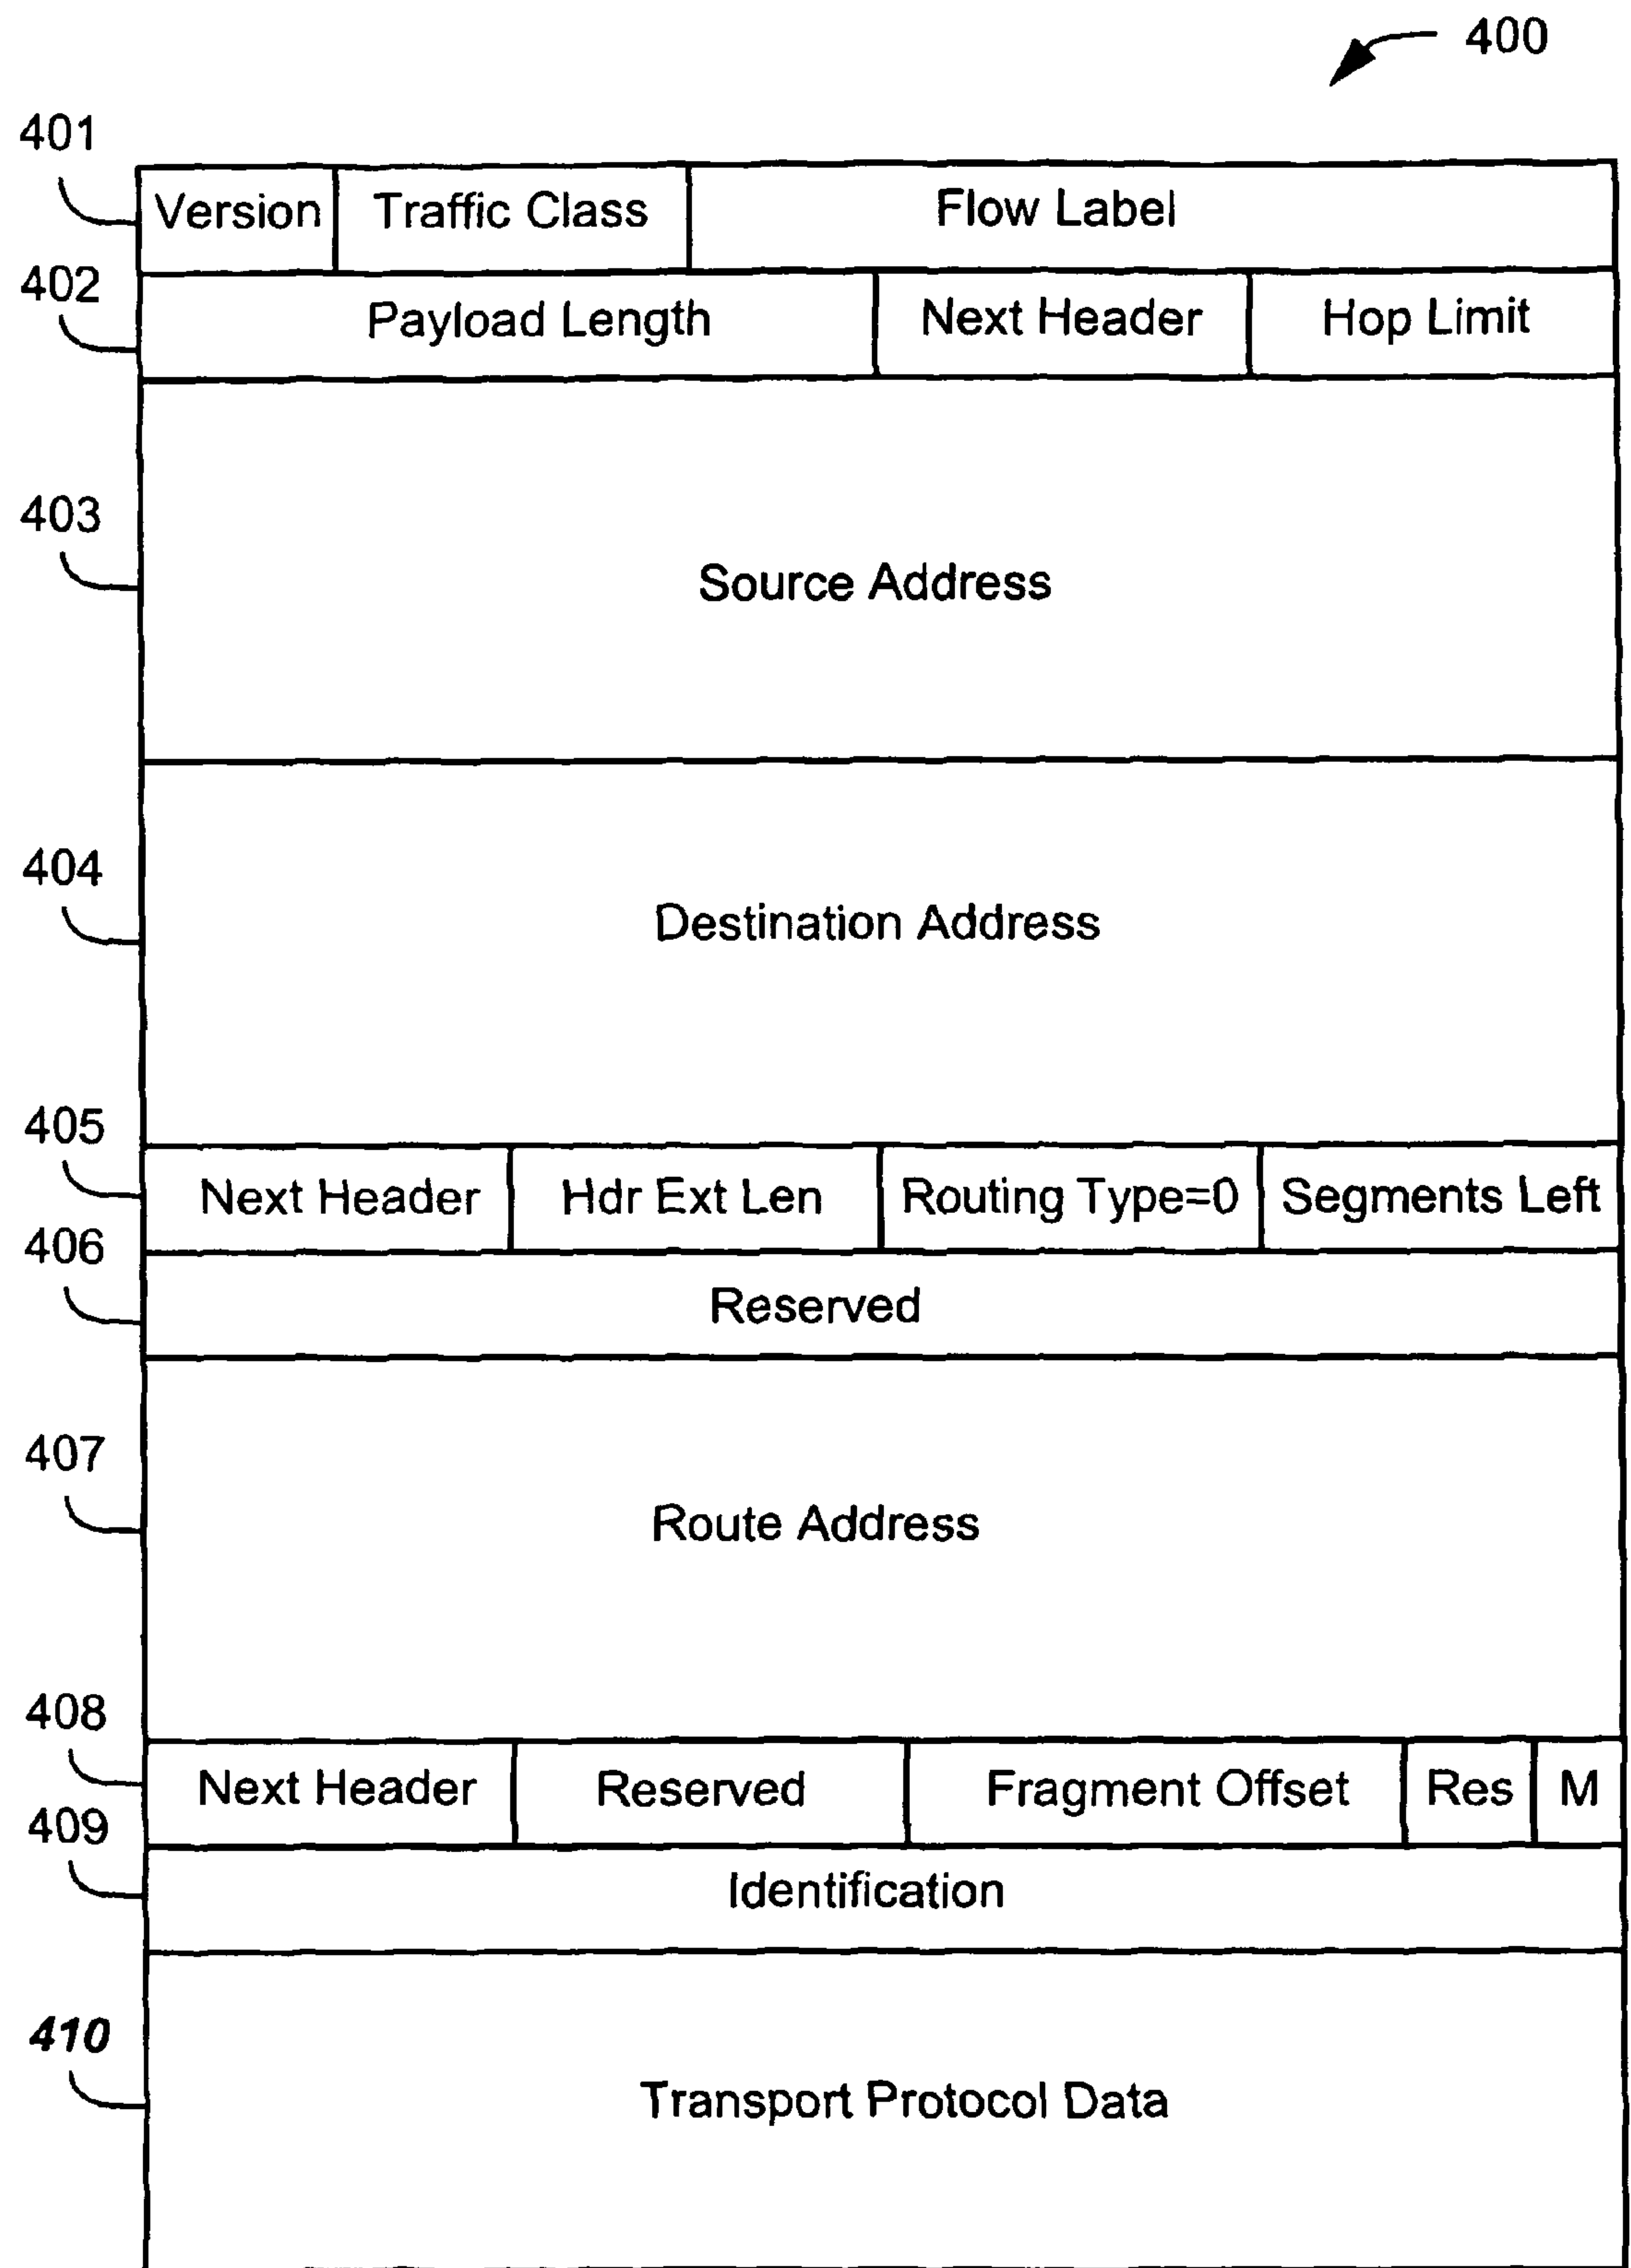 400
401
Version Traffic Class Flow Label
402
Payload Length Next Header Hop Limit
403
Source Address
404
Destination Address
405
Next Header Hdr Ext Len Routing Type=0 Segments Left
406
Reserved
407
Route Address
408
Next Header Reserved Fragment Offset Res M
409
Identification
410
Transport Protocol Data